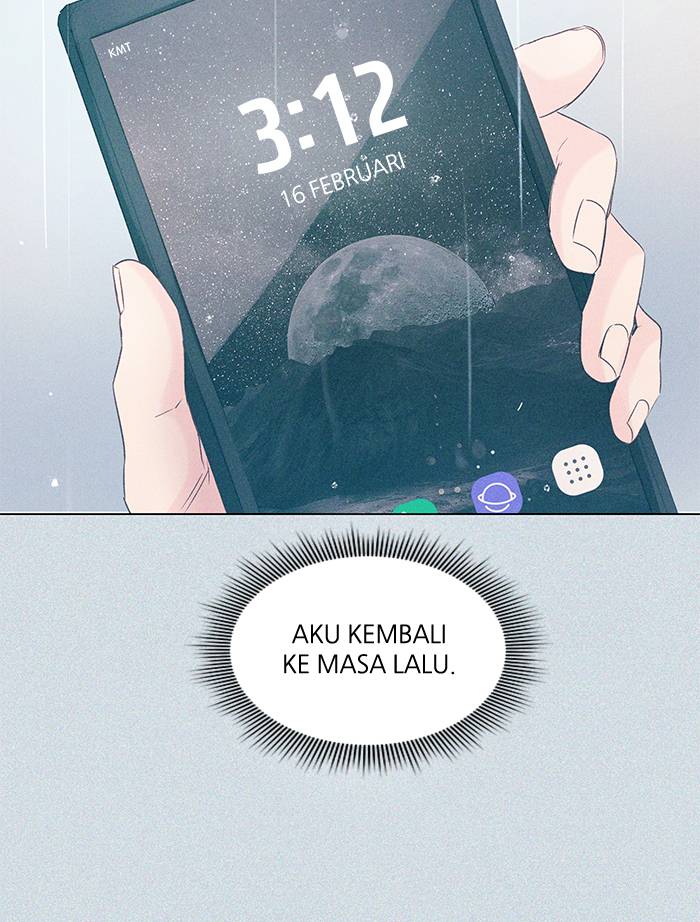 KMT
3:12
16 FEBRUARI
AKU KEMBALI
KE MASA LALU.